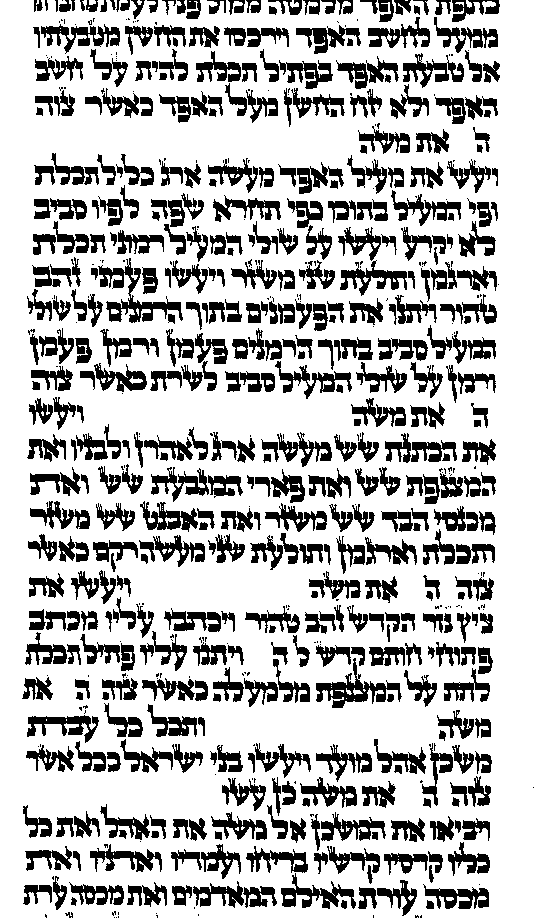 כתפת האפד מלמטה ממול פניו לעמת מחברתו
ממעל לחשב האפד וירכסו את החשן מטבעתיו
אל טבעת האפד בפתיל תכלת להית על חשב
האפד ולא יזח החשן מעל האפד כאשר צוה
ה את משה
ויעש את מעיל האפד מעשה ארג כליל תכלת
ופי המעיל בתוכו כפי תחרא שפה לפיו סביב
לא יקרע ויעשו על שולי המעיל רמוני תכלת
וארגמן ותולעת שני משזר ויעשו פעמני זהב
טהור ויתנו את הפעמנים בתוך הרמנים על שולי
המעיל סביב בתוך הרמנים פעמן ורמן פעמן
ורמן על שולי המעיל סביב לשרת כאשר צוה
ה את משה ויעשו
את הכתנת שש מעשה ארג לאהרן ולבניו ואת
המצנפת שש ואת פארי המגבעת שש ואת
מכנסי הבד שש משזר ואת האבנט שש משזר
ותכלת וארגמן ותולעת שני מעשה רקם כאשר
צוה ה את משה ויעשו את
ציץ נזר הקדש זהב טהור ויכתבו עליו מכתב
פתוחי חותם קדש ל ה ויתנו עליו פתיל תכלת
לתת על המצנפת מלמעלה כאשר צוה ה את
משה ותכל כל עבדת
משכן אהל מועד ויעשו בני ישראל ככל אשר
צוה ה את משה כן עשו
ויביאו את המשכן אל משה את האהל ואת כל
כליו קרסיו קרשיו בריחו ועמדיו ואדניו ואת
מכסה עורת האילם המאדמים ואת מכסה ערת